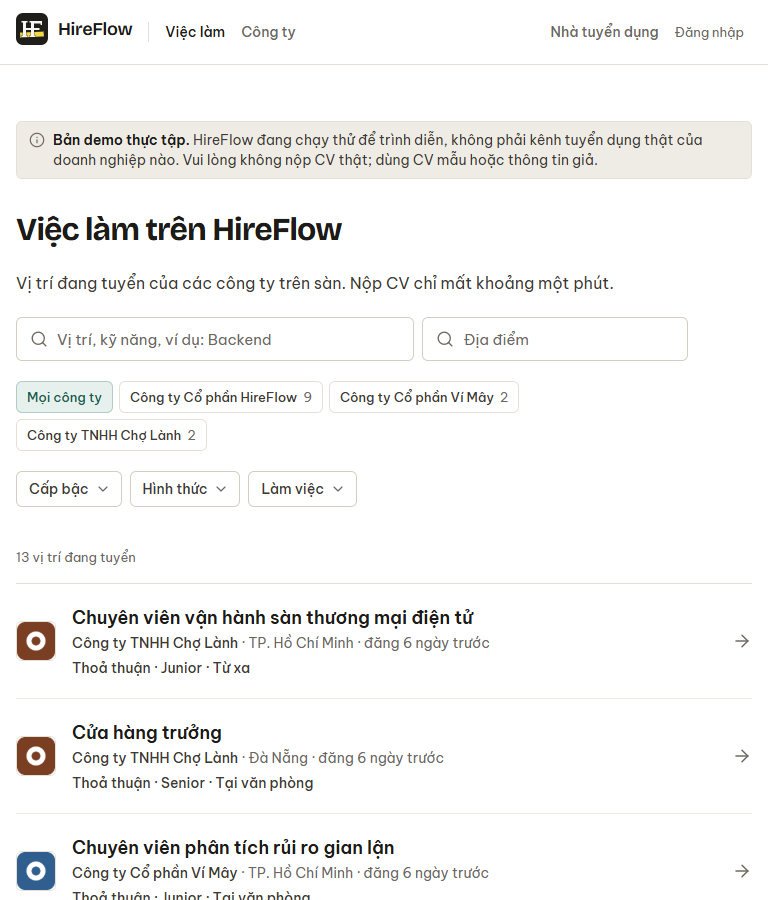 HF HireFlow Việc làm Công ty Nhà tuyển dụng Đăng nhập
Bản demo thực tập. HireFlow đang chạy thử để trình diễn, không phải kênh tuyển dụng thật của
doanh nghiệp nào. Vui lòng không nộp CV thật; dùng CV mẫu hoặc thông tin giả.
Việc làm trên HireFlow
Vị trí đang tuyển của các công ty trên sàn. Nộp CV chỉ mất khoảng một phút.
Vị trí, kỹ năng, ví dụ: Backend Địa điểm
Mọi công ty Công ty Cổ phần HireFlow 9 Công ty Cổ phần Ví Mây 2
Công ty TNHH Chợ Lành 2
Cấp bậc Hình thức Làm việc
13 vị trí đang tuyển
Chuyên viên vận hành sàn thương mại điện tử
Công ty TNHH Chợ Lành · TP. Hồ Chí Minh · đăng 6 ngày trước
Thoả thuận · Junior · Từ xa
Cửa hàng trưởng
Công ty TNHH Chợ Lành · Đà Nẵng · đăng 6 ngày trước
Thoả thuận · Senior · Tại văn phòng
Chuyên viên phân tích rủi ro gian lận
Công ty Cổ phần Ví Mây · TP. Hồ Chí Minh · đăng 6 ngày trước
Thoả thuận · Junior · Tại văn phòng